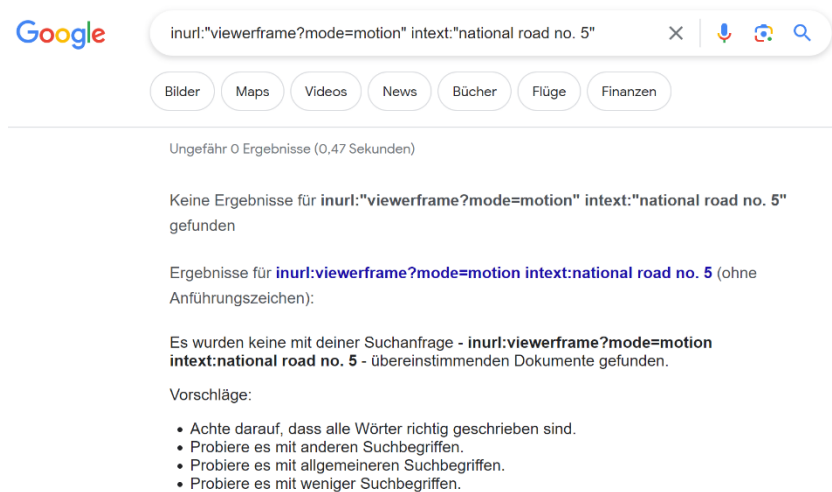 Google
inurl:"viewerframe?mode=motion" intext:"national road no. 5"
Bilder
Maps
Videos
News
Bücher
Flüge
Finanzen
Ungefähr 0 Ergebnisse (0,47 Sekunden)
Keine Ergebnisse für inurl:"viewerframe?mode=motion" intext:"national road no. 5"
gefunden
Ergebnisse für inurl:viewerframe?mode=motion intext:national road no. 5 (ohne
Anführungszeichen):
Es wurden keine mit deiner Suchanfrage - inurl:viewerframe?mode=motion
intext:national road no. 5 - übereinstimmenden Dokumente gefunden.
Vorschläge:
• Achte darauf, dass alle Wörter richtig geschrieben sind.
• Probiere es mit anderen Suchbegriffen.
• Probiere es mit allgemeineren Suchbegriffen.
• Probiere es mit weniger Suchbegriffen.